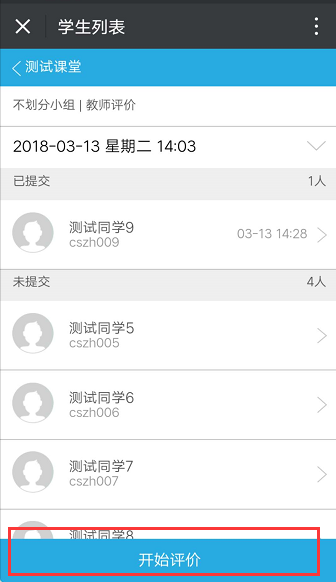 学生列表
测试课堂
不划分小组 | 教师评价
2018-03-13 星期二 14:03
已提交 1人
测试同学9
cszh009 03-13 14:28
未提交 4人
测试同学5
cszh005
测试同学6
cszh006
测试同学7
cszh007
测试同学8
开始评价